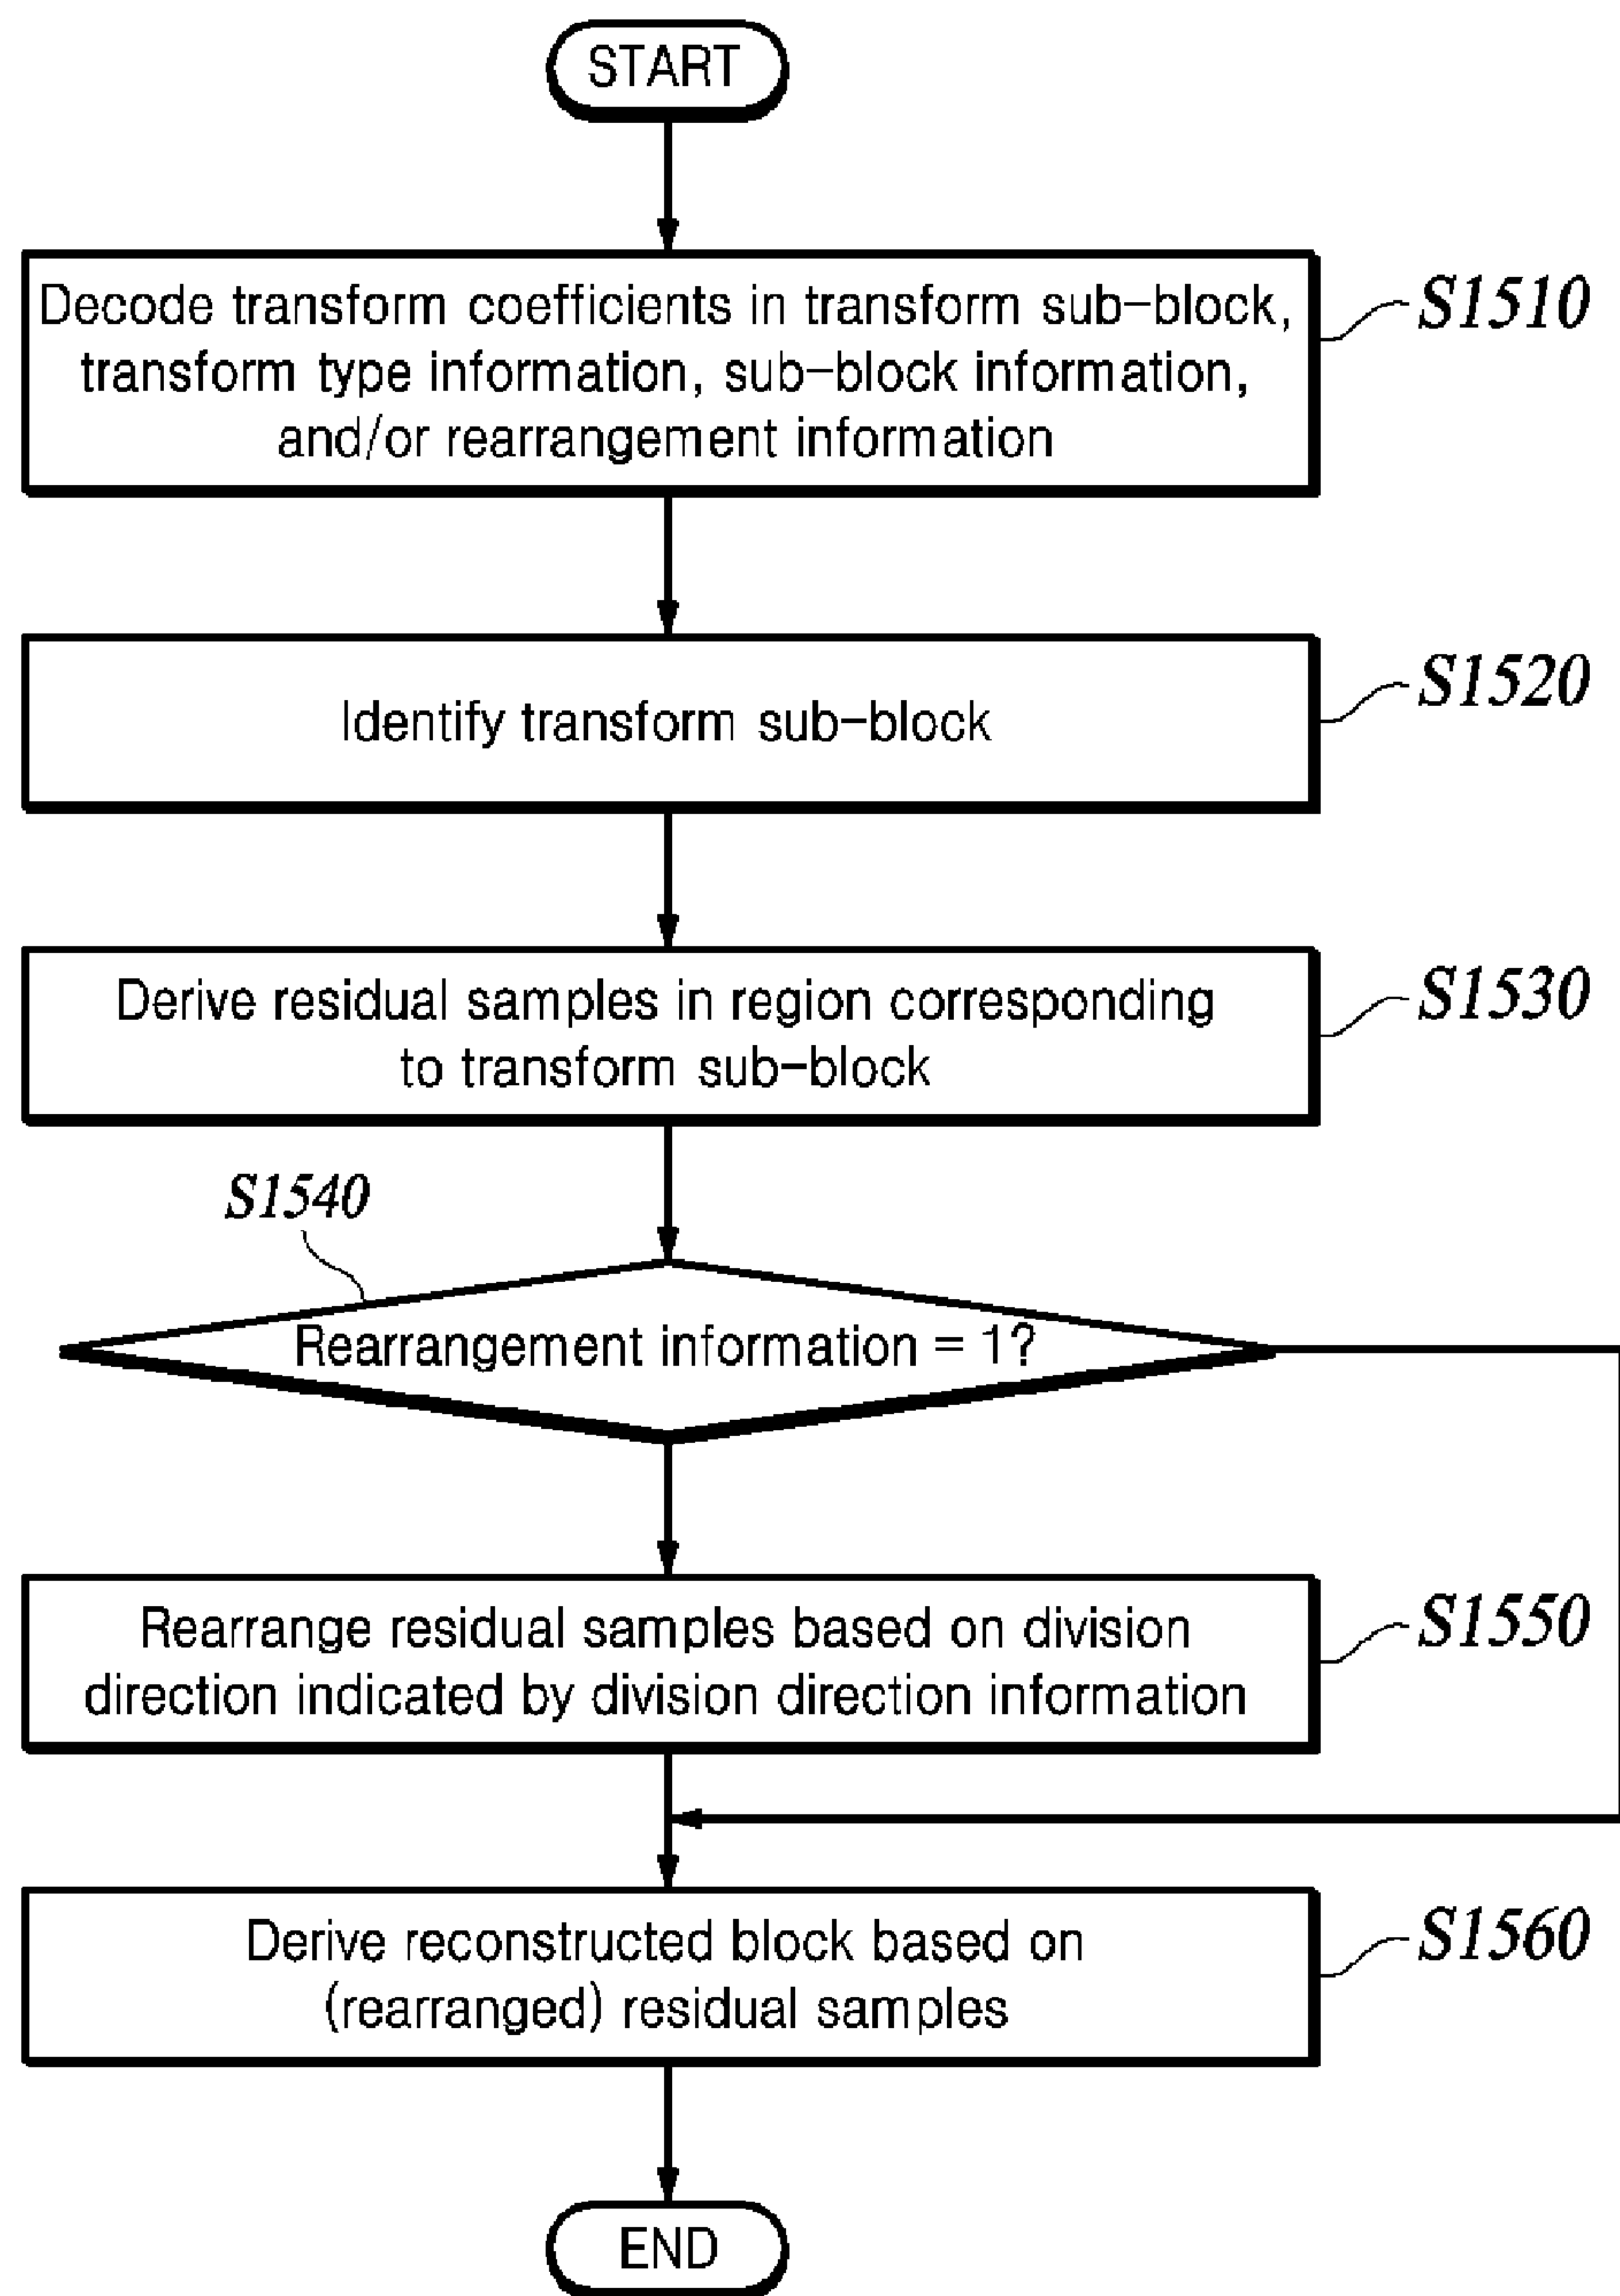 START
Decode transform coefficients in transform sub-block,
transform type information, sub-block information,
and/or rearrangement information
S1510
Identify transform sub-block
S1520
Derive residual samples in region corresponding
to transform sub-block
S1530
S1540
Rearrangement information = 1?
Rearrange residual samples based on division
direction indicated by division direction information
S1550
Derive reconstructed block based on
(rearranged) residual samples
S1560
END